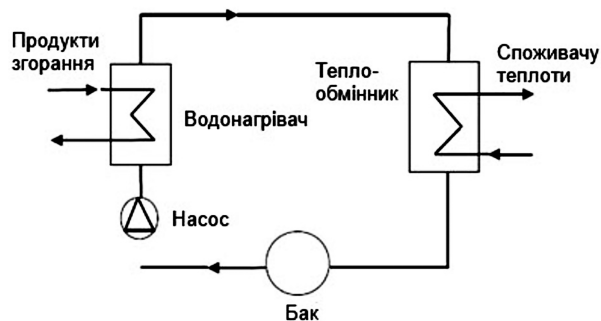 Продукти
згорання
Водонагрівач
Насос
Тепло-
обмінник
Споживачу
теплоти
Бак